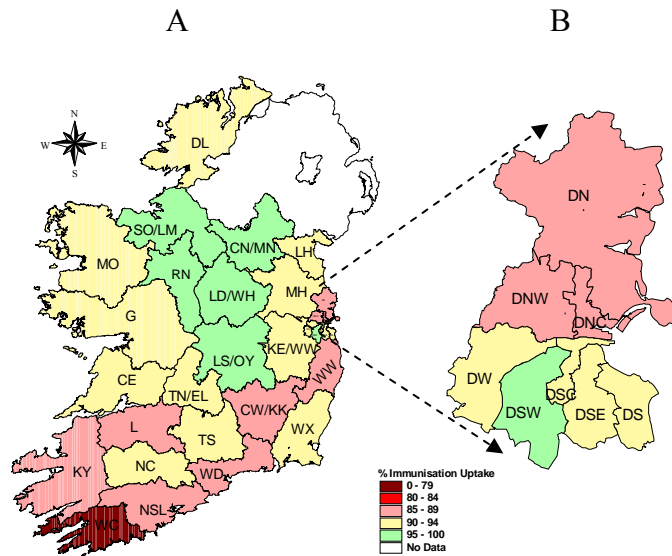 A
B
N
W E
S
DL
SO/LM
CN/MN
LH
MO
RN
LD/WH
MH
G
LS/OY
KE/WW
WW
CE
TN/EL
CW/KK
L
TS
WX
KY
NC
WD
NSL
WC
DN
DNW
DNC
DW
DSC
DSW
DSE
DS
% Immunisation Uptake
0 - 79
80 - 84
85 - 89
90 - 94
95 - 100
No Data